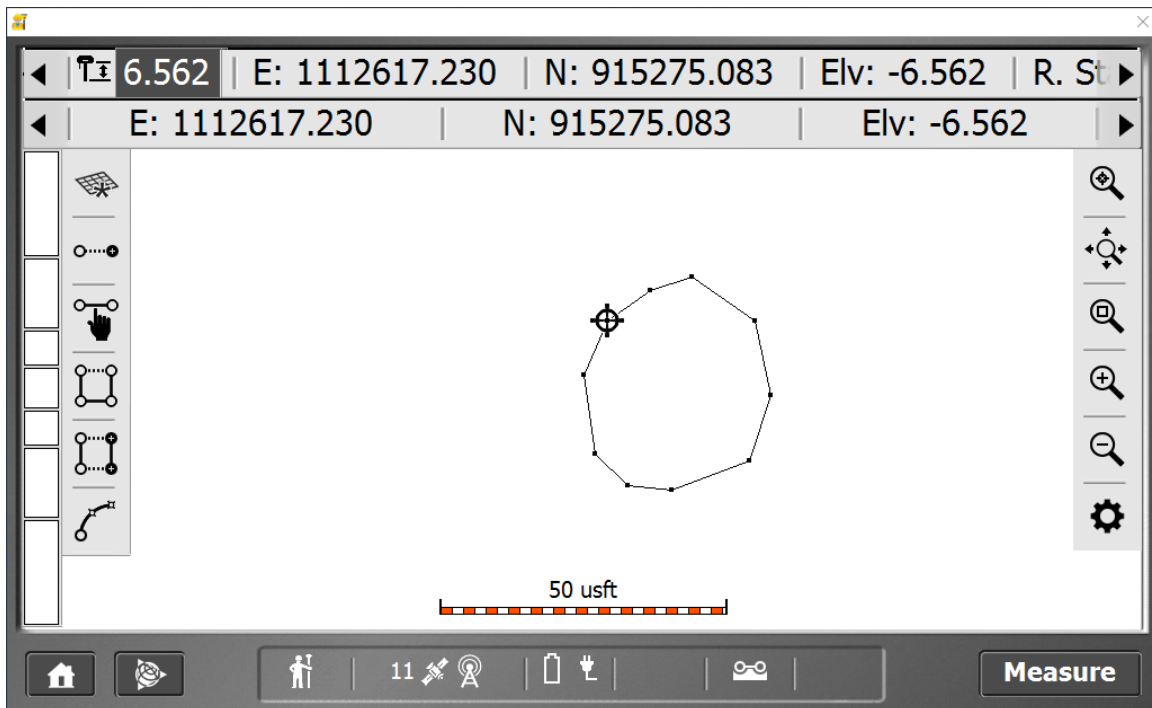 6.562 E: 1112617.230 N: 915275.083 Elv: -6.562 R.
E: 1112617.230 N: 915275.083 Elv: -6.562
50 usft
11
Measure